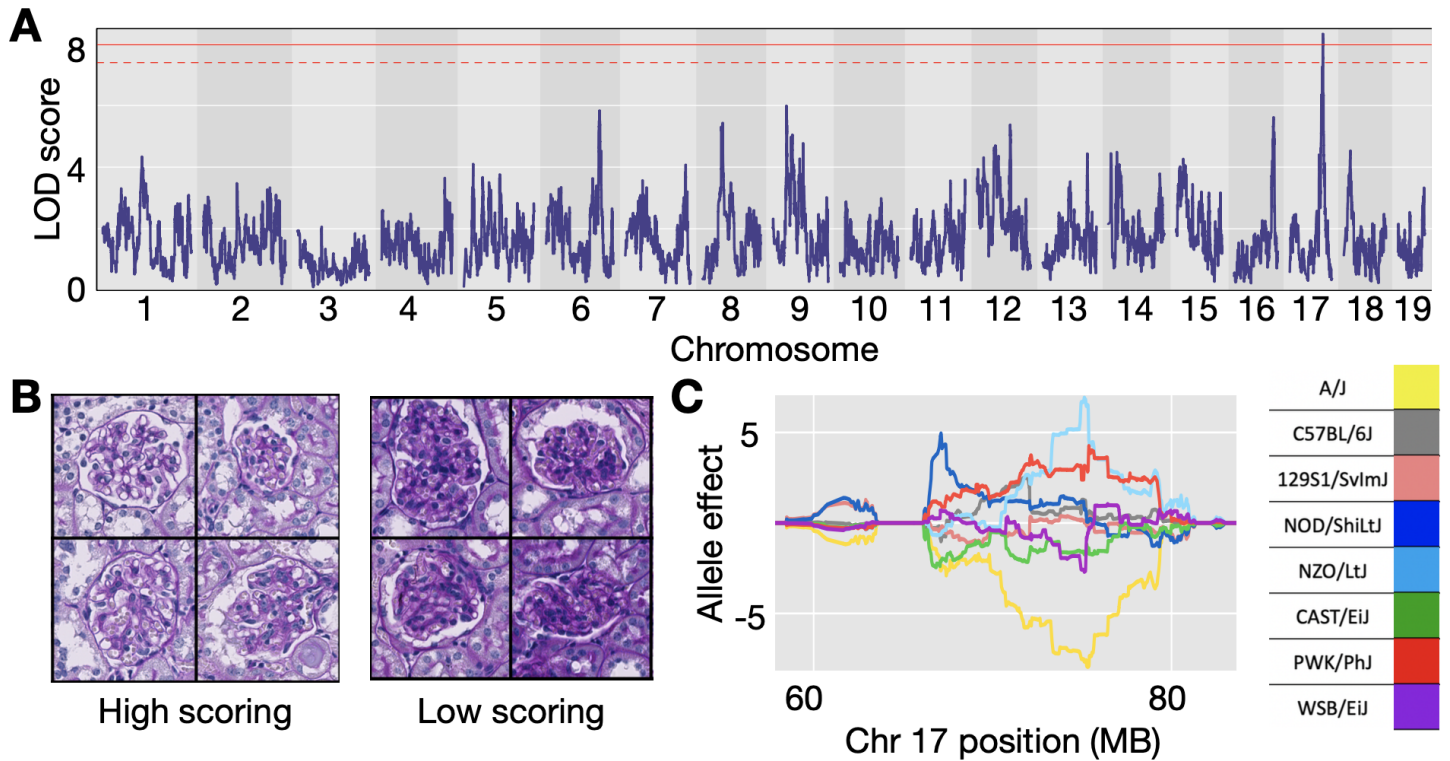 A
8
4
0
LOD score
1 2 3 4 5 6 7 8 9 10 11 12 13 14 15 16 17 18 19
Chromosome
B
High scoring
Low scoring
C
5
-5
Allele effect
60 80
Chr 17 position (MB)
A/J
C57BL/6J
129S1/SvImJ
NOD/ShiLtJ
NZO/LtJ
CAST/EiJ
PWK/PhJ
WSB/EiJ